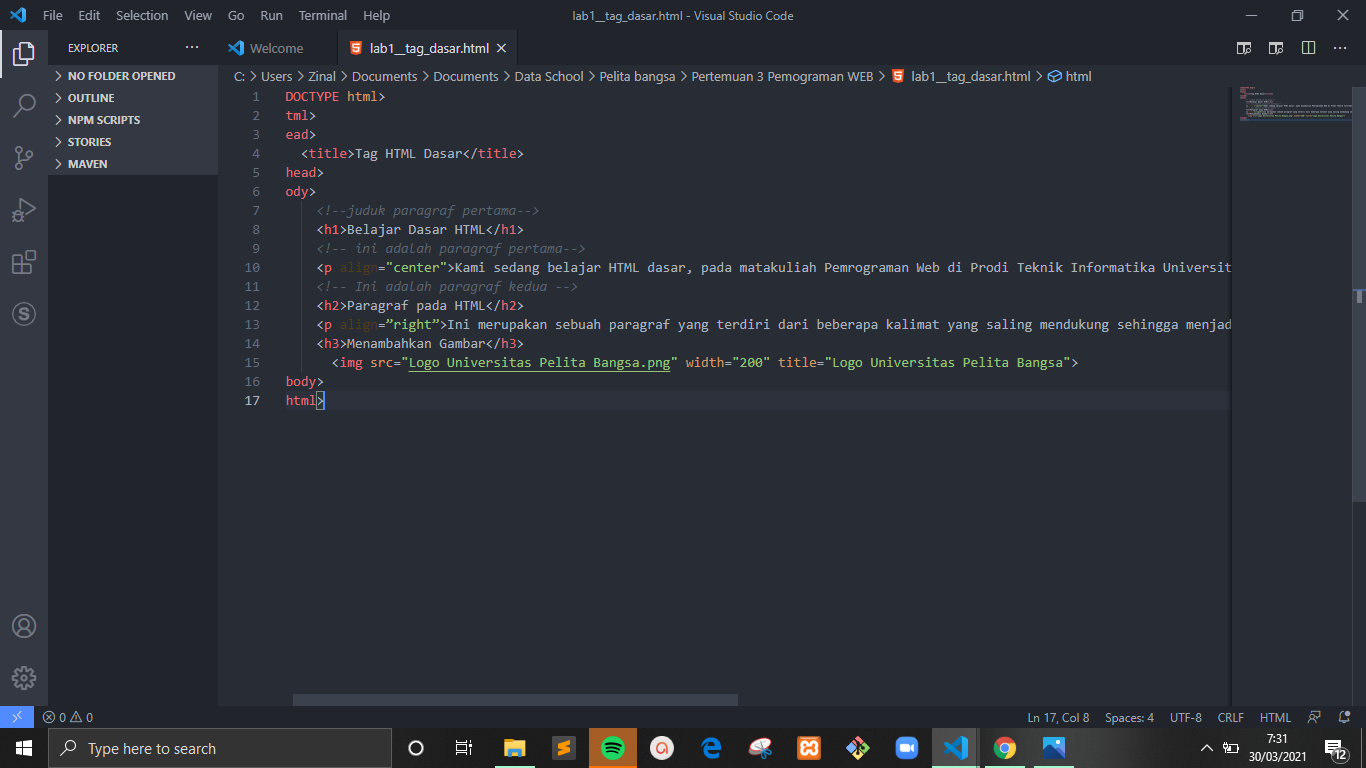 File Edit Selection View Go Run Terminal Help lab1__tag_dasar.html - Visual Studio Code
EXPLORER ··· Welcome lab1__tag_dasar.html
NO FOLDER OPENED
OUTLINE
NPM SCRIPTS
STORIES
MAVEN
C: > Users > Zinal > Documents > Documents > Data School > Pelita bangsa > Pertemuan 3 Pemograman WEB > lab1__tag_dasar.html > html
1 DOCTYPE html>
2 tml>
3 ead>
4 <title>Tag HTML Dasar</title>
5 head>
6 ody>
7 <!--juduk paragraf pertama-->
8 <h1>Belajar Dasar HTML</h1>
9 <!-- ini adalah paragraf pertama-->
10 <p align="center">Kami sedang belajar HTML dasar, pada matakuliah Pemrograman Web di Prodi Teknik Informatika Universit
11 <!-- Ini adalah paragraf kedua -->
12 <h2>Paragraf pada HTML</h2>
13 <p align=”right”>Ini merupakan sebuah paragraf yang terdiri dari beberapa kalimat yang saling mendukung sehingga menjad
14 <h3>Menambahkan Gambar</h3>
15 <img src="Logo Universitas Pelita Bangsa.png" width="200" title="Logo Universitas Pelita Bangsa">
16 body>
17 html>
0 0 Ln 17, Col 8 Spaces: 4 UTF-8 CRLF HTML
Type here to search
7:31
30/03/2021
12